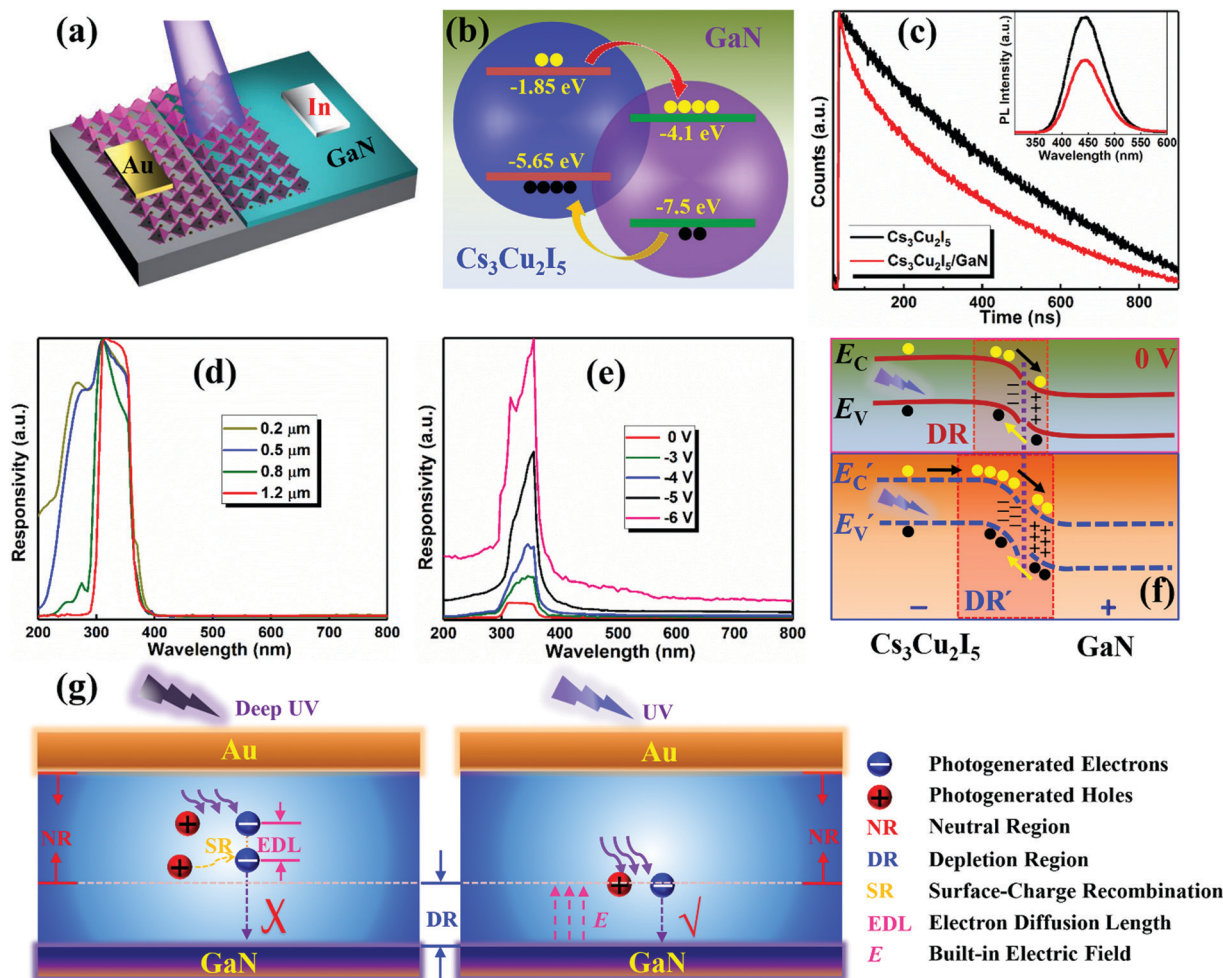 (a)
In
Au
GaN
(b)
GaN
-1.85 eV
-4.1 eV
-5.65 eV
-7.5 eV
Cs₃Cu₂I₅
(c)
Counts (a.u.)
PL Intensity (a.u.)
350 400 450 500 550 600
Wavelength (nm)
Cs₃Cu₂I₅
Cs₃Cu₂I₅/GaN
200 400 600 800
Time (ns)
(d)
Responsivity (a.u.)
0.2 µm
0.5 µm
0.8 µm
1.2 µm
200 300 400 500 600 700 800
Wavelength (nm)
(e)
Responsivity (a.u.)
0 V
-3 V
-4 V
-5 V
-6 V
200 300 400 500 600 700 800
Wavelength (nm)
E_C
0 V
E_V
DR
E_C′
E_V′
DR′
(f)
− +
Cs₃Cu₂I₅ GaN
(g)
Deep UV
Au
NR
SR
EDL
X
GaN
DR
UV
Au
NR
E
√
GaN
Photogenerated Electrons
Photogenerated Holes
NR Neutral Region
DR Depletion Region
SR Surface-Charge Recombination
EDL Electron Diffusion Length
E Built-in Electric Field